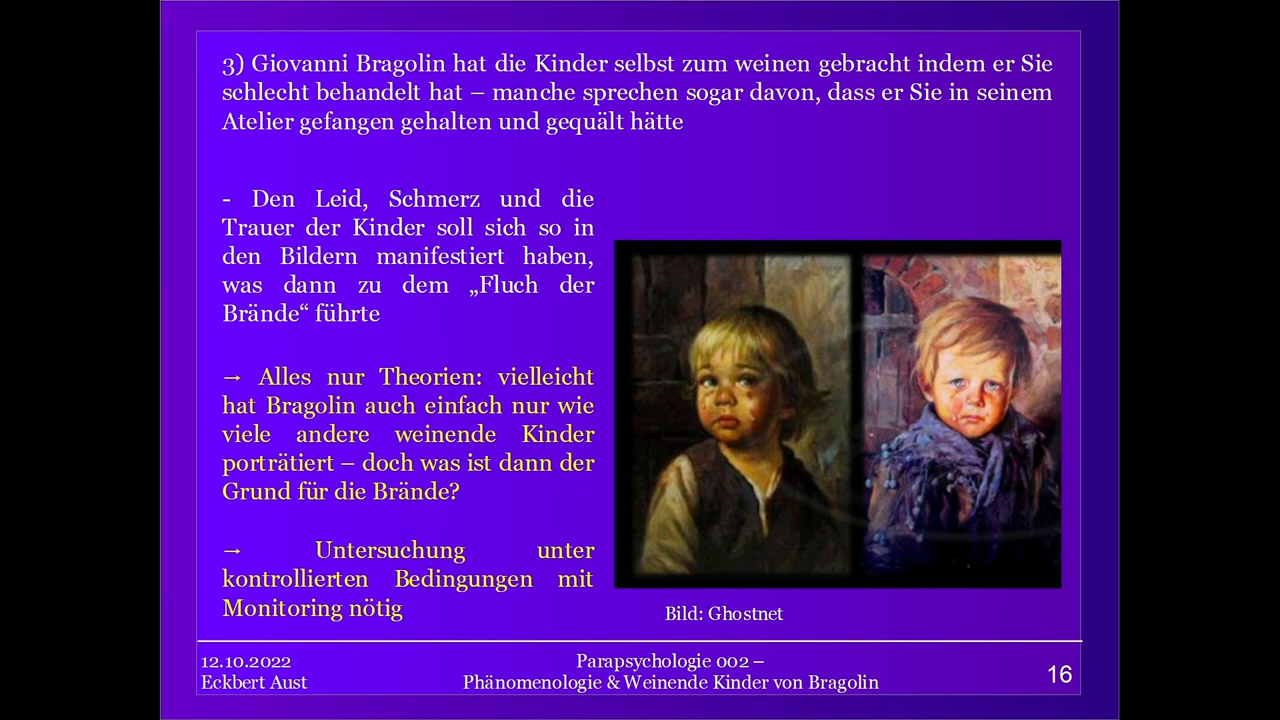 3) Giovanni Bragolin hat die Kinder selbst zum weinen gebracht indem er Sie
schlecht behandelt hat – manche sprechen sogar davon, dass er Sie in seinem
Atelier gefangen gehalten und gequält hätte
- Den Leid, Schmerz und die
Trauer der Kinder soll sich so in
den Bildern manifestiert haben,
was dann zu dem „Fluch der
Brände“ führte
→ Alles nur Theorien: vielleicht
hat Bragolin auch einfach nur wie
viele andere weinende Kinder
porträtiert – doch was ist dann der
Grund für die Brände?
→ Untersuchung unter
kontrollierten Bedingungen mit
Monitoring nötig
Bild: Ghostnet
12.10.2022
Eckbert Aust
Parapsychologie 002 –
Phänomenologie & Weinende Kinder von Bragolin
16